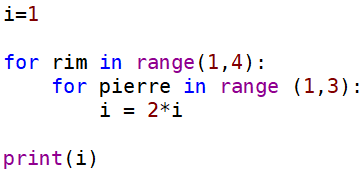 i=1
for rim in range(1,4):
    for pierre in range (1,3):
        i = 2*i
print(i)